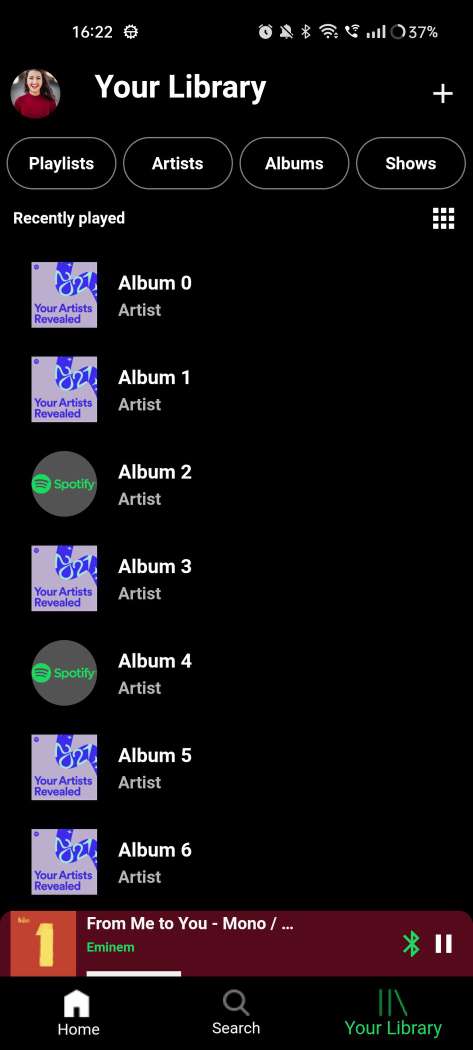 16:22 37%
Your Library
Playlists Artists Albums Shows
Recently played
Album 0
Artist
Your Artists
Revealed
Album 1
Artist
Your Artists
Revealed
Album 2
Spotify
Artist
Album 3
Artist
Your Artists
Revealed
Album 4
Spotify
Artist
Album 5
Artist
Your Artists
Revealed
Album 6
Artist
Your Artists
Revealed
From Me to You - Mono / ...
1
Eminem
Home Search Your Library